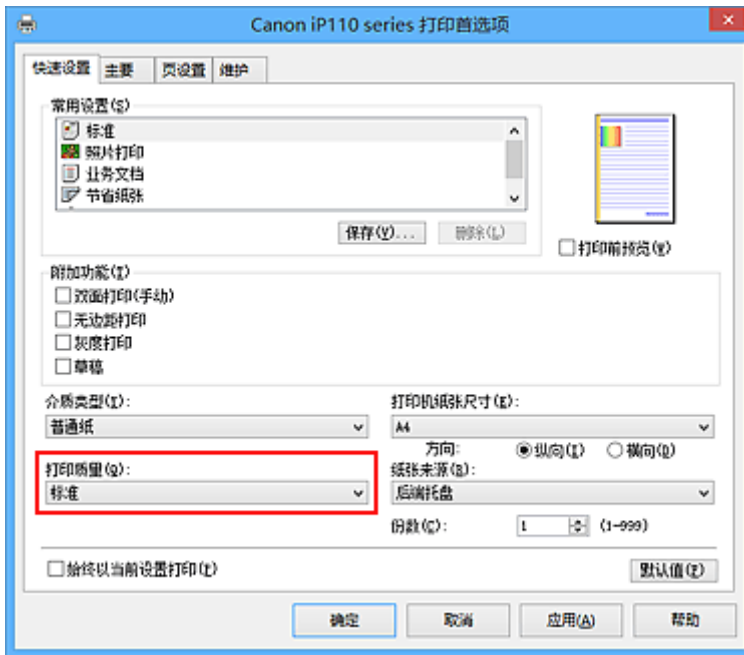 Canon iP110 series 打印首选项
快速设置 主要 页设置 维护
常用设置(S)
标准
照片打印
业务文档
节省纸张
保存(V)... 删除(L)
打印前预览(W)
附加功能(I)
双面打印(手动)
无边距打印
灰度打印
草稿
介质类型(I): 打印机纸张尺寸(E):
普通纸 A4
方向: 纵向(I) 横向(D)
打印质量(Q): 纸张来源(B):
标准 后端托盘
份数(C): 1 (1-999)
始终以当前设置打印(T)
默认值(F)
确定 取消 应用(A) 帮助